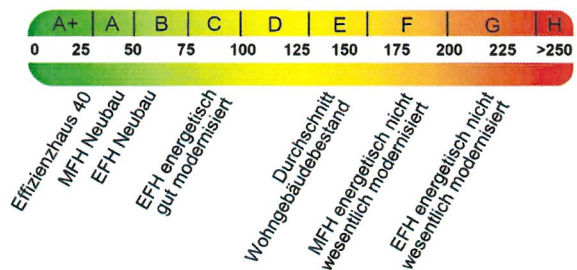 A+ A B C D E F G H
0 25 50 75 100 125 150 175 200 225 >250
Effizienzhaus 40
MFH Neubau
EFH Neubau
EFH energetisch
gut modernisiert
Durchschnitt
Wohngebäudebestand
MFH energetisch nicht
wesentlich modernisiert
EFH energetisch nicht
wesentlich modernisiert